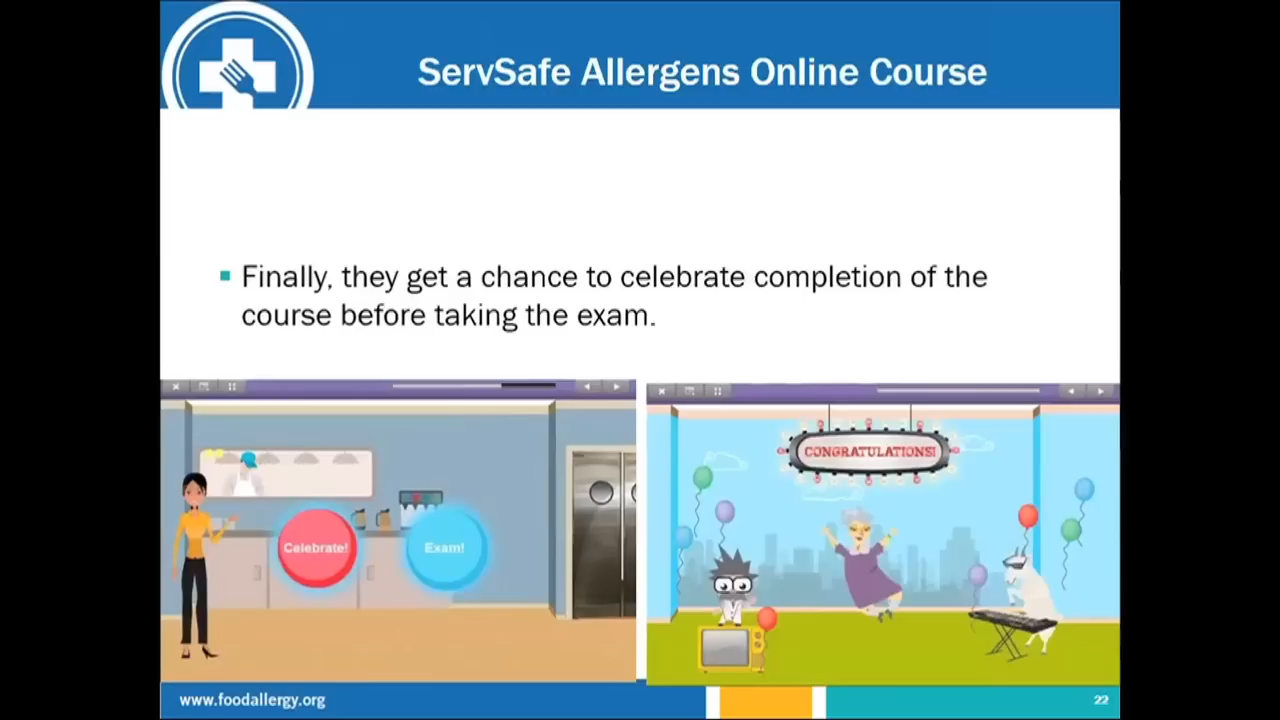 ServSafe Allergens Online Course
Finally, they get a chance to celebrate completion of the
course before taking the exam.
Celebrate!
Exam!
CONGRATULATIONS!
www.foodallergy.org
22